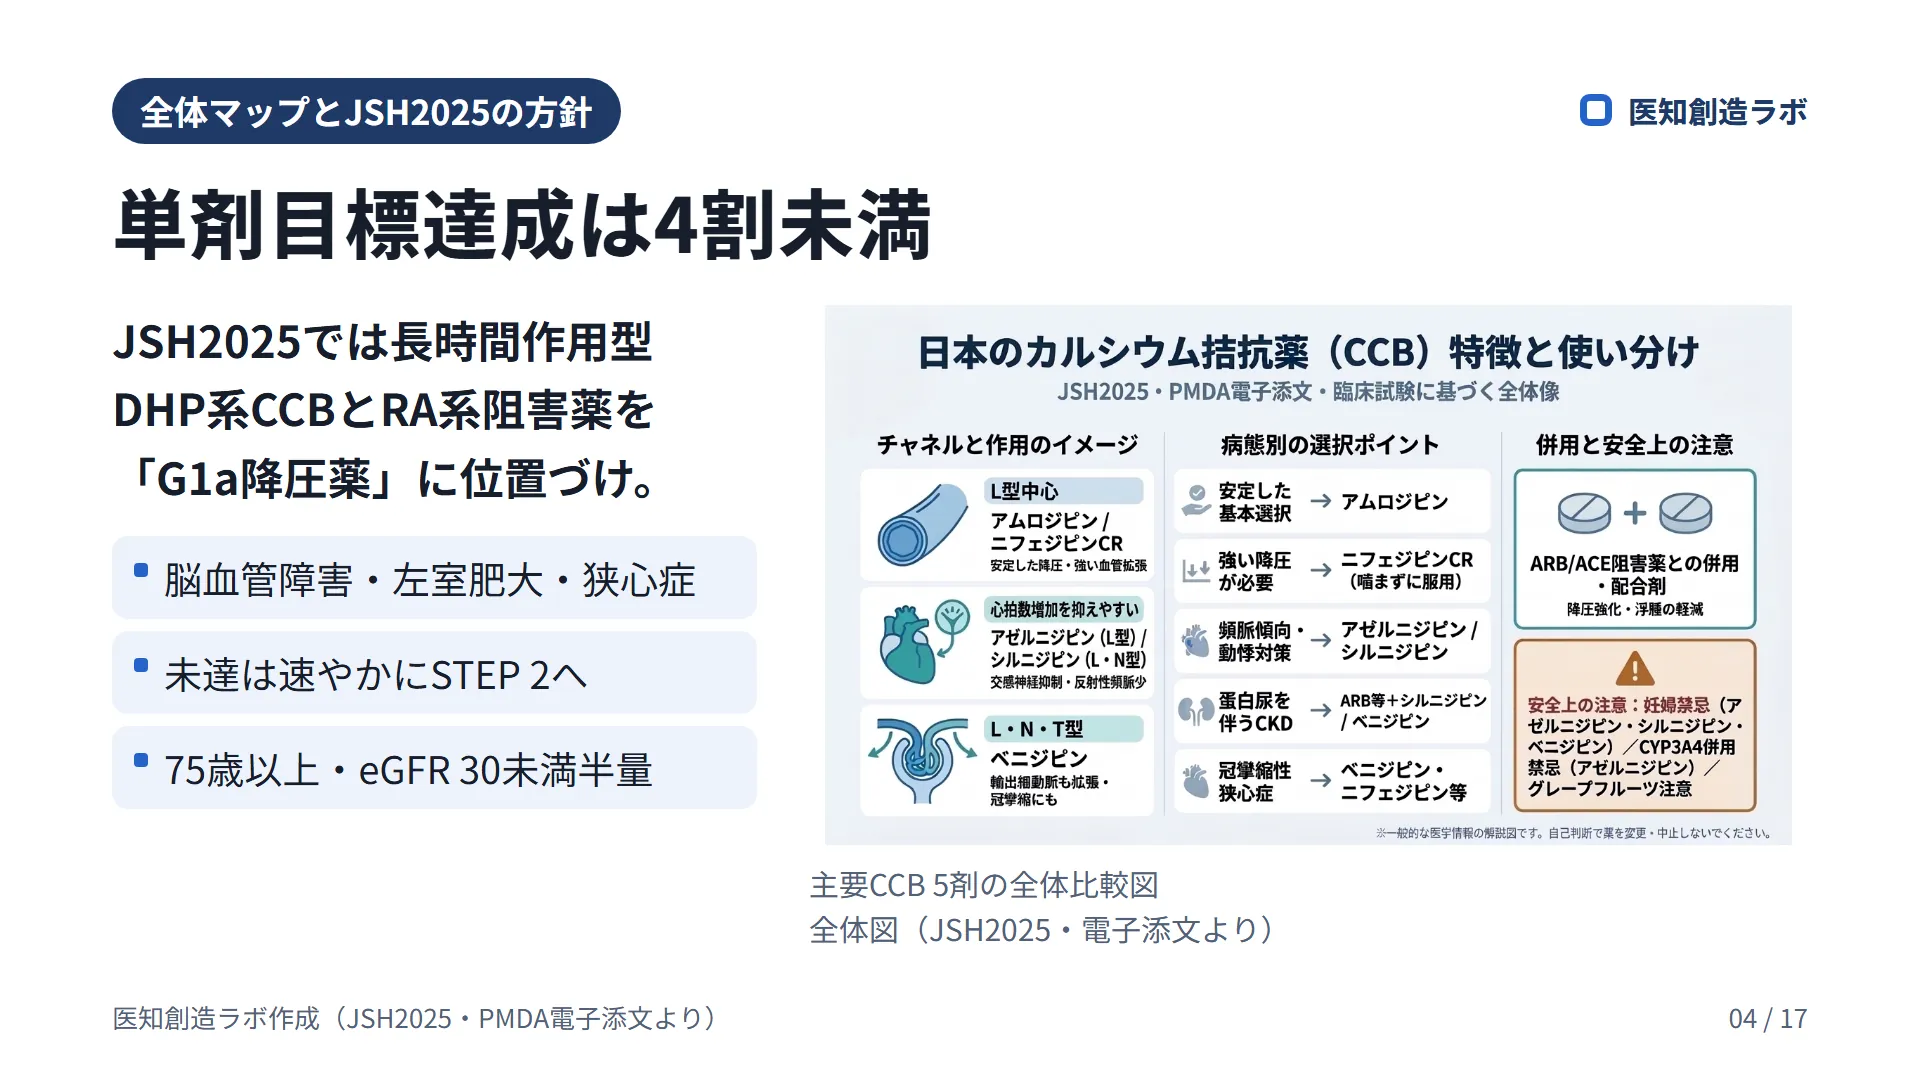 全体マップとJSH2025の方針
医知創造ラボ
単剤目標達成は4割未満
JSH2025では長時間作用型
DHP系CCBとRA系阻害薬を
「G1a降圧薬」に位置づけ。
脳血管障害・左室肥大・狭心症
未達は速やかにSTEP 2へ
75歳以上・eGFR 30未満半量
日本のカルシウム拮抗薬（CCB）特徴と使い分け
JSH2025・PMDA電子添文・臨床試験に基づく全体像
チャネルと作用のイメージ
L型中心
アムロジピン /
ニフェジピンCR
安定した降圧・強い血管拡張
心拍数増加を抑えやすい
アゼルニジピン（L型）/
シルニジピン（L・N型）
交感神経抑制・反射性頻脈少
L・N・T型
ベニジピン
輸出細動脈も拡張・
冠攣縮にも
病態別の選択ポイント
安定した
基本選択
→ アムロジピン
強い降圧
が必要
→ ニフェジピンCR
（噛まずに服用）
頻脈傾向・
動悸対策
→ アゼルニジピン /
シルニジピン
蛋白尿を
伴うCKD
→ ARB等＋シルニジピン
/ ベニジピン
冠攣縮性
狭心症
→ ベニジピン・
ニフェジピン等
併用と安全上の注意
+
ARB/ACE阻害薬との併用
・配合剤
降圧強化・浮腫の軽減
安全上の注意：妊婦禁忌（ア
ゼルニジピン・シルニジピン・
ベニジピン）／CYP3A4併用
禁忌（アゼルニジピン）／
グレープフルーツ注意
※一般的な医学情報の解説図です。自己判断で薬を変更・中止しないでください。
主要CCB 5剤の全体比較図
全体図（JSH2025・電子添文より）
医知創造ラボ作成（JSH2025・PMDA電子添文より）
04 / 17